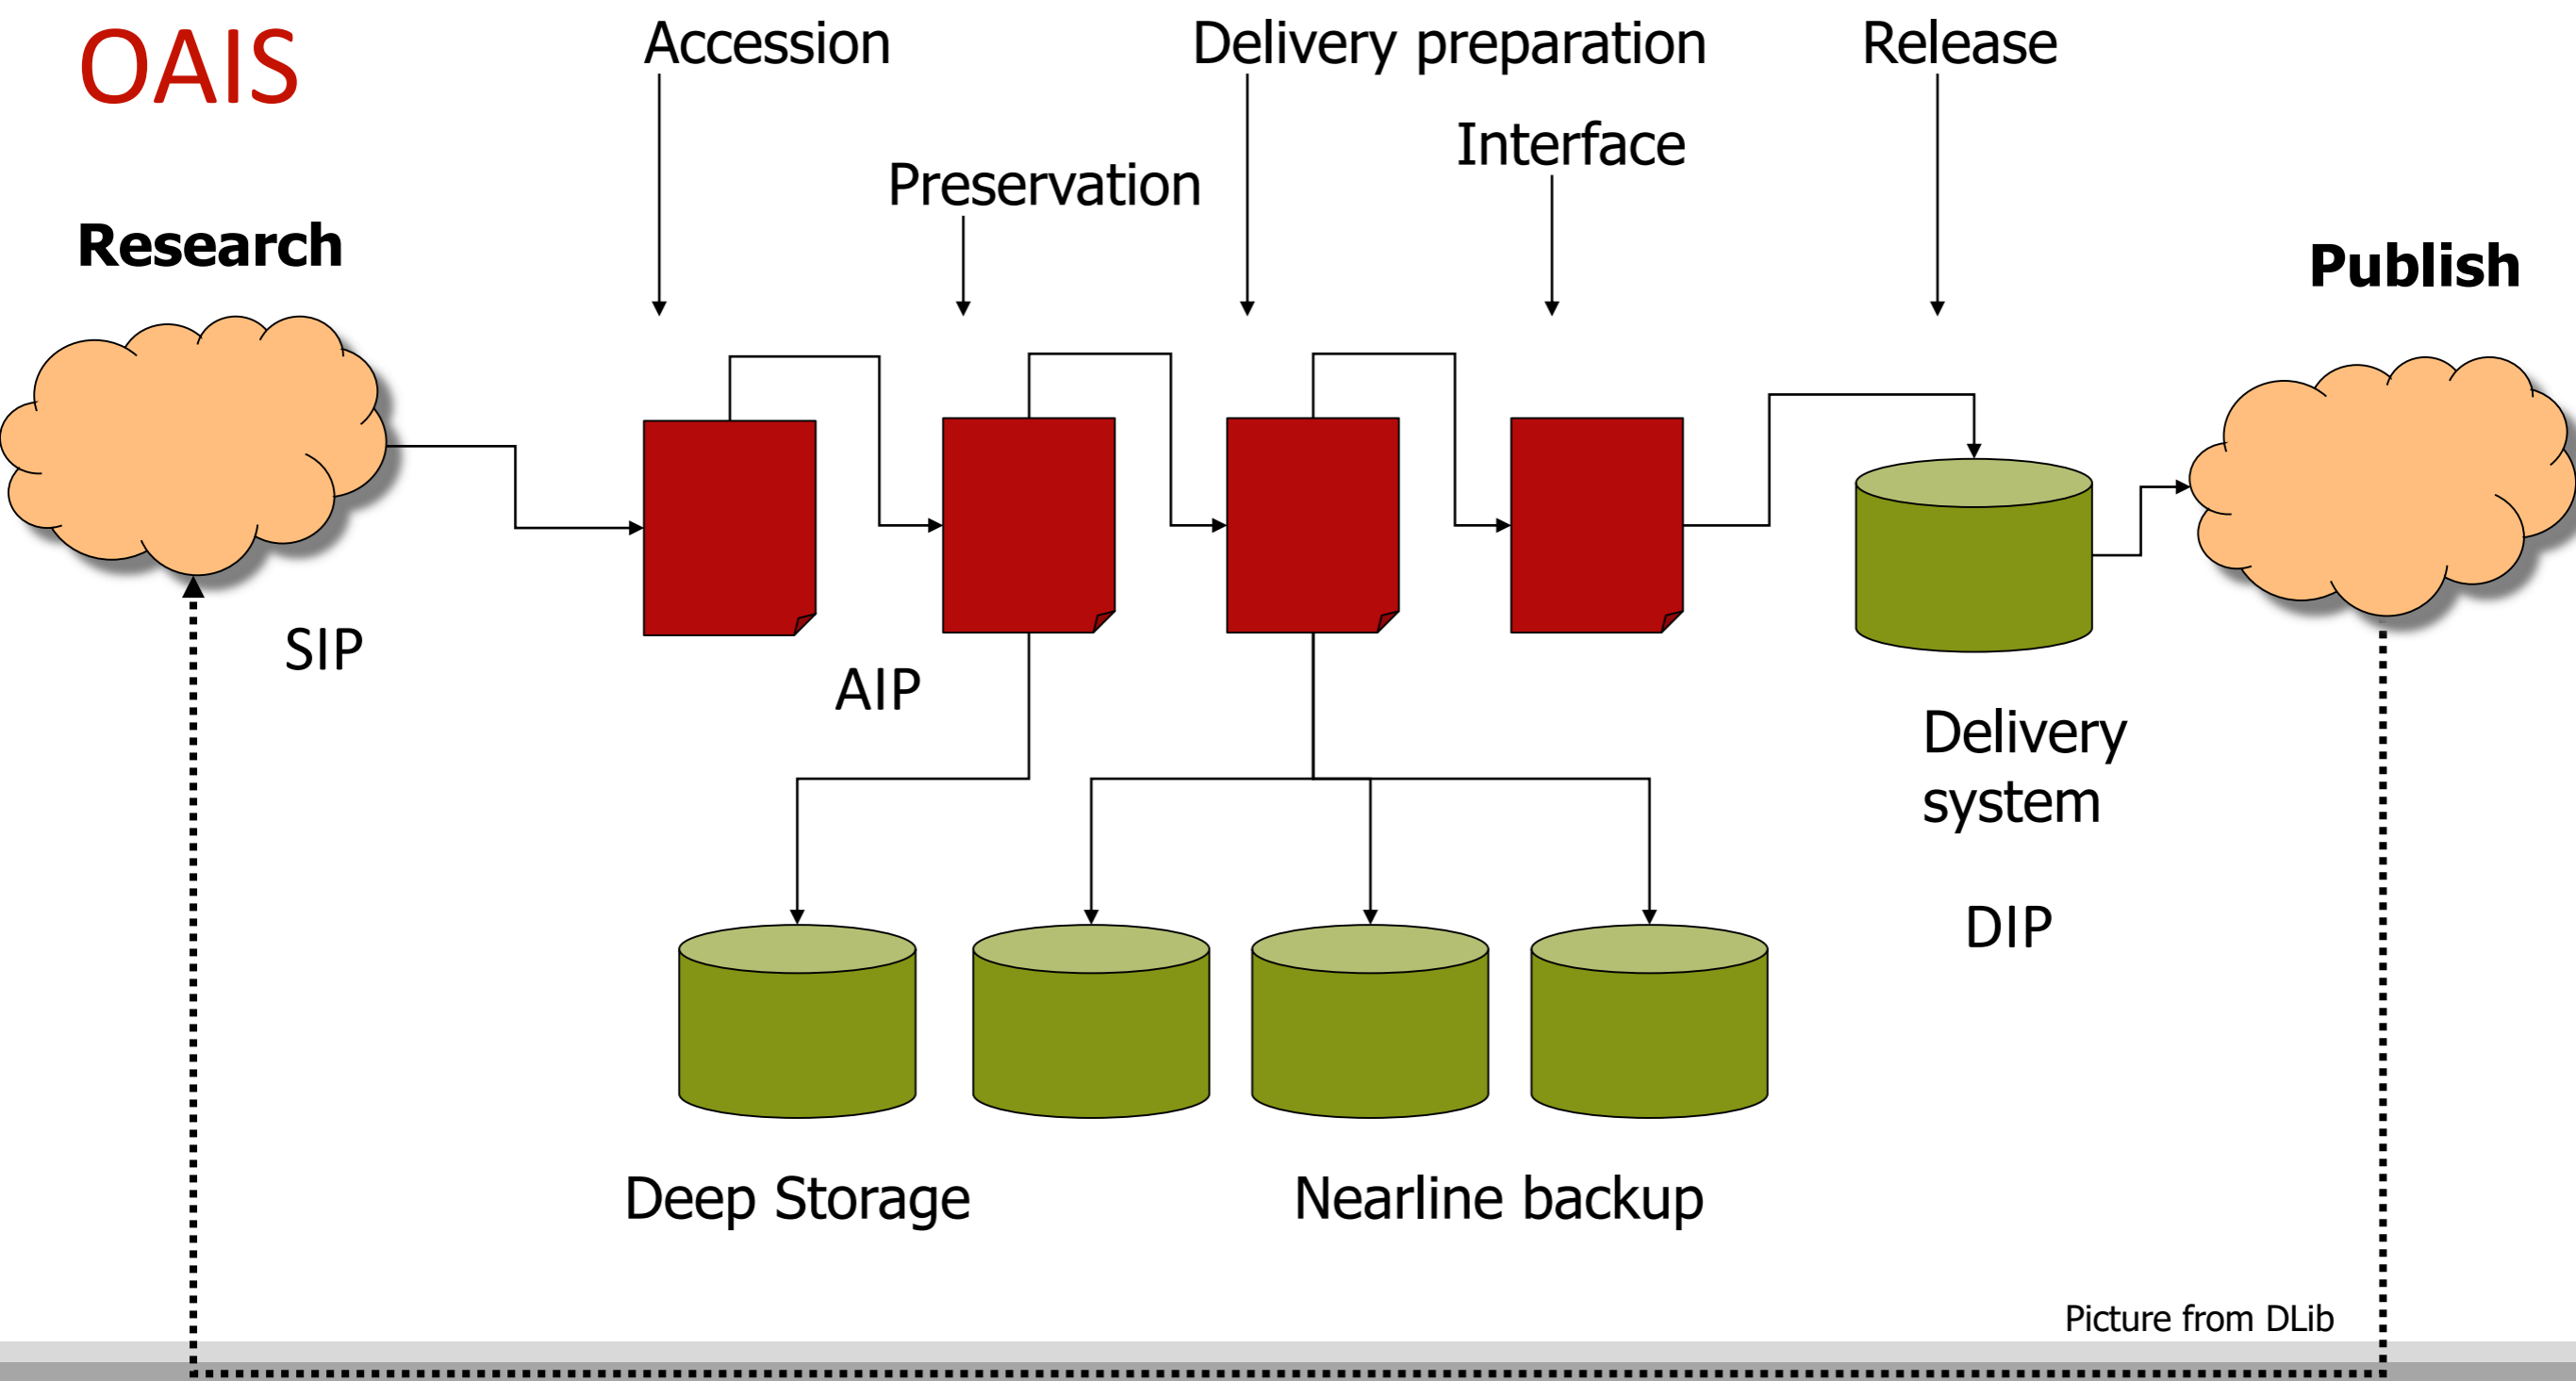 OAIS
Accession
Delivery preparation
Release
Interface
Preservation
Research
Publish
SIP
AIP
Delivery
system
DIP
Deep Storage
Nearline backup
Picture from DLib